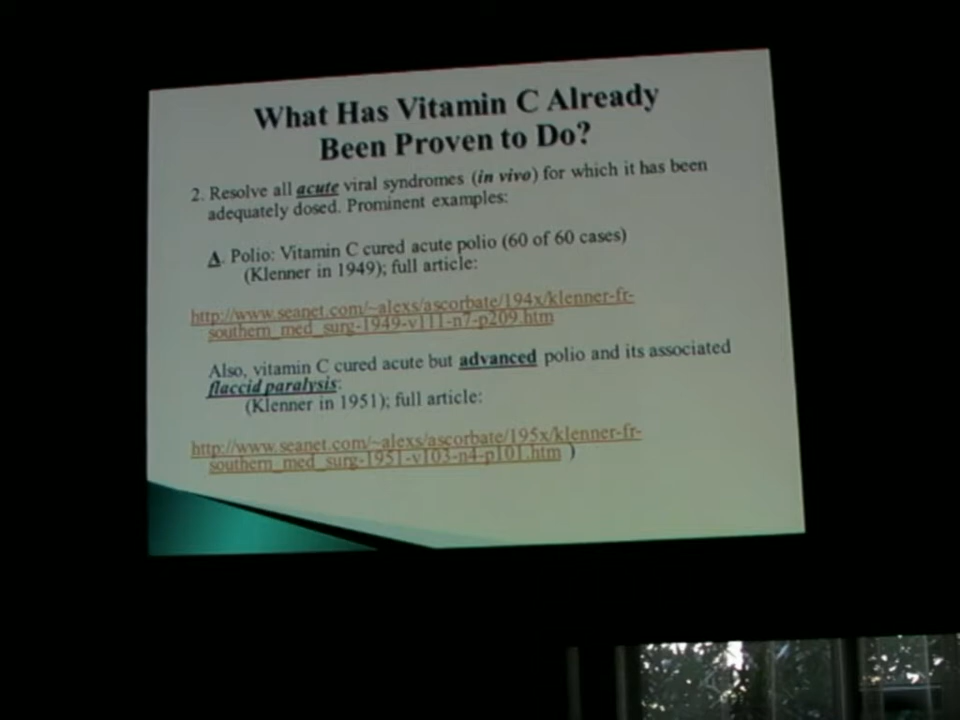 What Has Vitamin C Already
Been Proven to Do?
2. Resolve all acute viral syndromes (in vivo) for which it has been
adequately dosed. Prominent examples:
A. Polio: Vitamin C cured acute polio (60 of 60 cases)
(Klenner in 1949); full article:
http://www.seanet.com/~alexs/ascorbate/194x/klenner-fr-
southern_med_surg-1949-v111-n7-p209.htm
Also, vitamin C cured acute but advanced polio and its associated
flaccid paralysis:
(Klenner in 1951); full article:
http://www.seanet.com/~alexs/ascorbate/195x/klenner-fr-
southern_med_surg-1951-v103-n4-p101.htm )